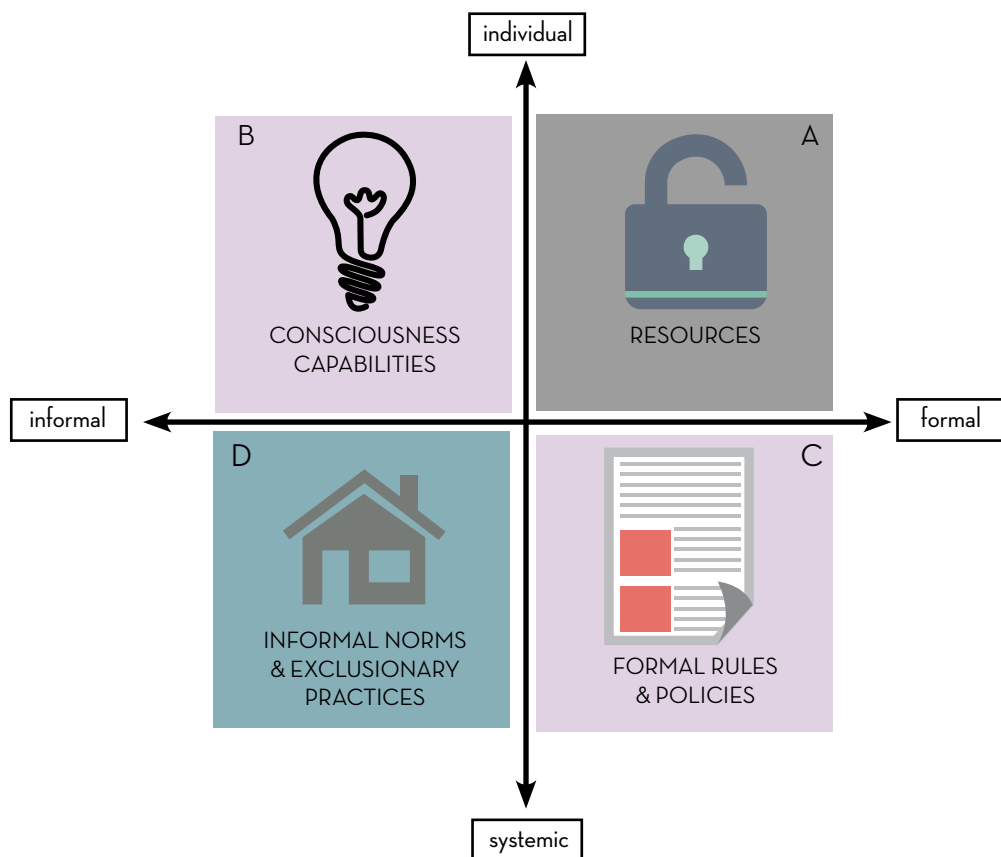 individual
B
A
CONSCIOUSNESS
CAPABILITIES
RESOURCES
informal
formal
D
C
INFORMAL NORMS
& EXCLUSIONARY
PRACTICES
FORMAL RULES
& POLICIES
systemic